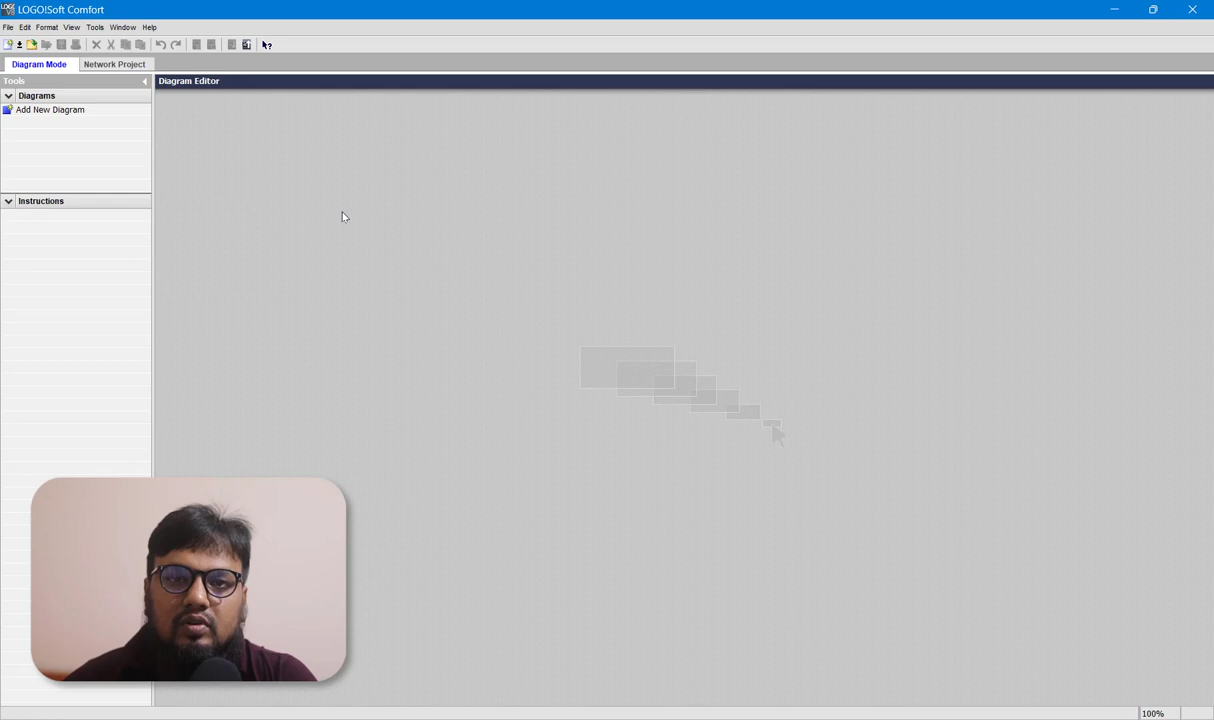 LOGO!Soft Comfort
File Edit Format View Tools Window Help
Diagram Mode Network Project
Tools
Diagram Editor
Diagrams
Add New Diagram
Instructions
100%